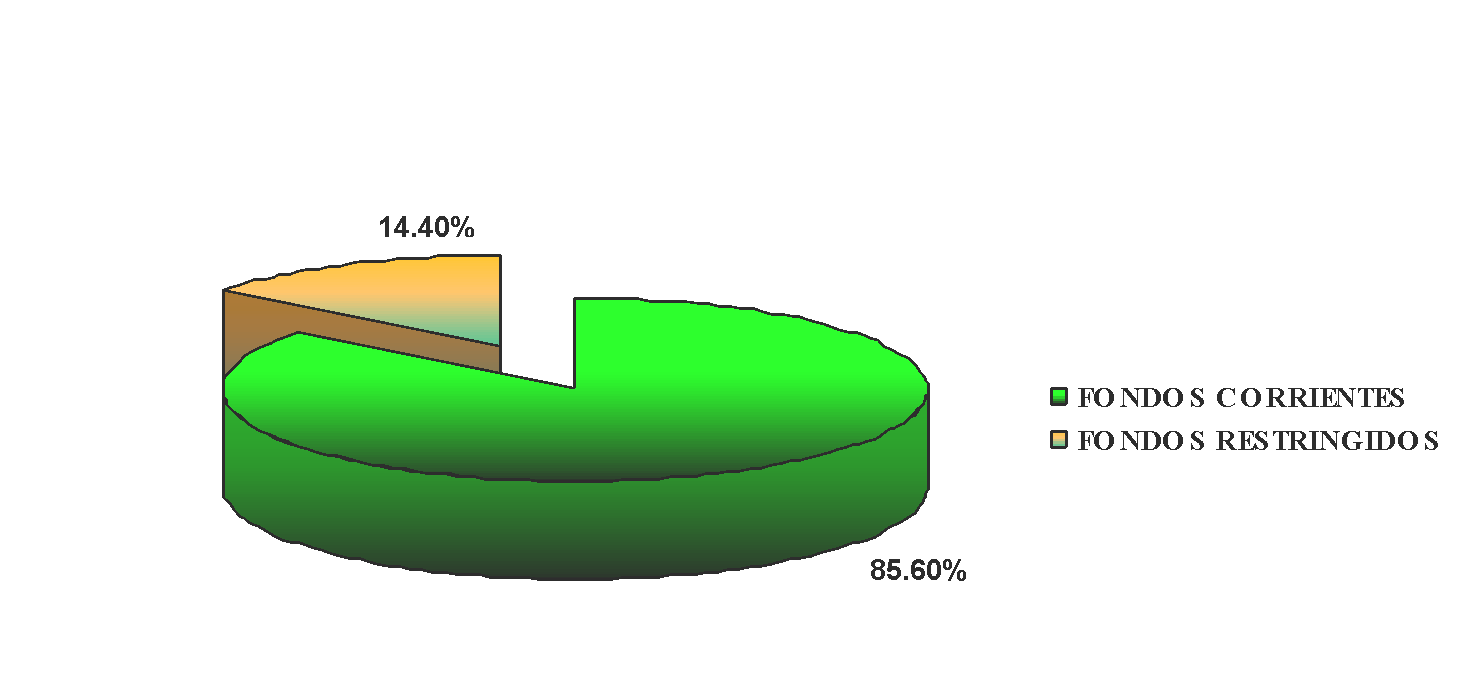 14.40%
FONDOS CORRIENTES
FONDOS RESTRINGIDOS
85.60%